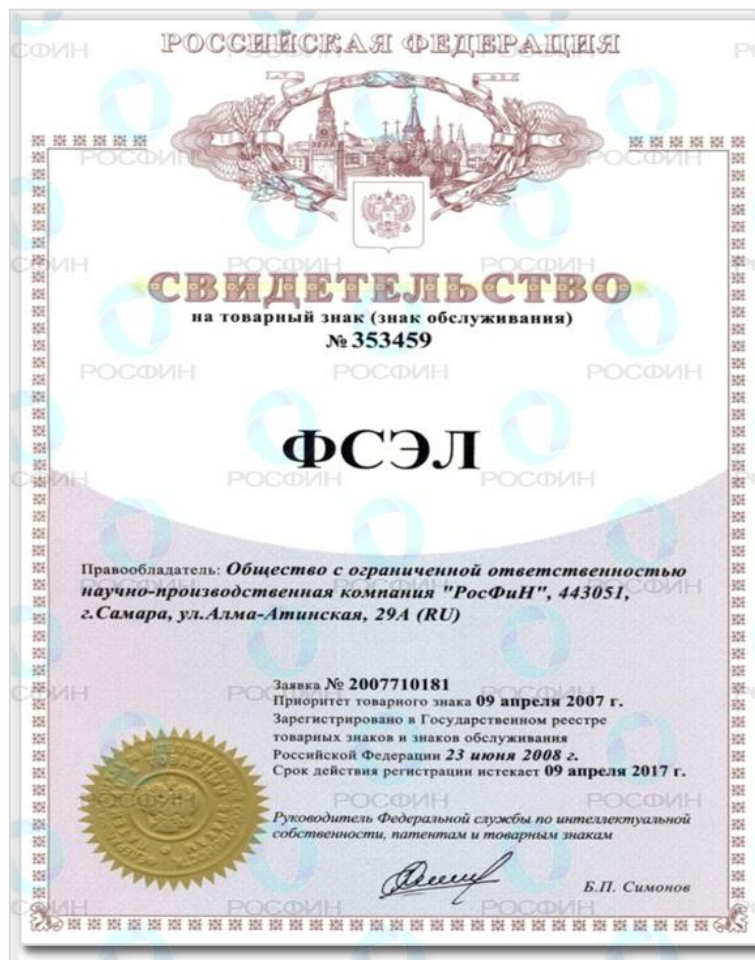 РОССИЙСКАЯ ФЕДЕРАЦИЯ
СВИДЕТЕЛЬСТВО
на товарный знак (знак обслуживания)
№ 353459
ФСЭЛ
Правообладатель: Общество с ограниченной ответственностью
научно-производственная компания "РосФиН", 443051,
г.Самара, ул.Алма-Атинская, 29А (RU)
Заявка № 2007710181
Приоритет товарного знака 09 апреля 2007 г.
Зарегистрировано в Государственном реестре
товарных знаков и знаков обслуживания
Российской Федерации 23 июня 2008 г.
Срок действия регистрации истекает 09 апреля 2017 г.
Руководитель Федеральной службы по интеллектуальной
собственности, патентам и товарным знакам
Б.П. Симонов
РОСФИН